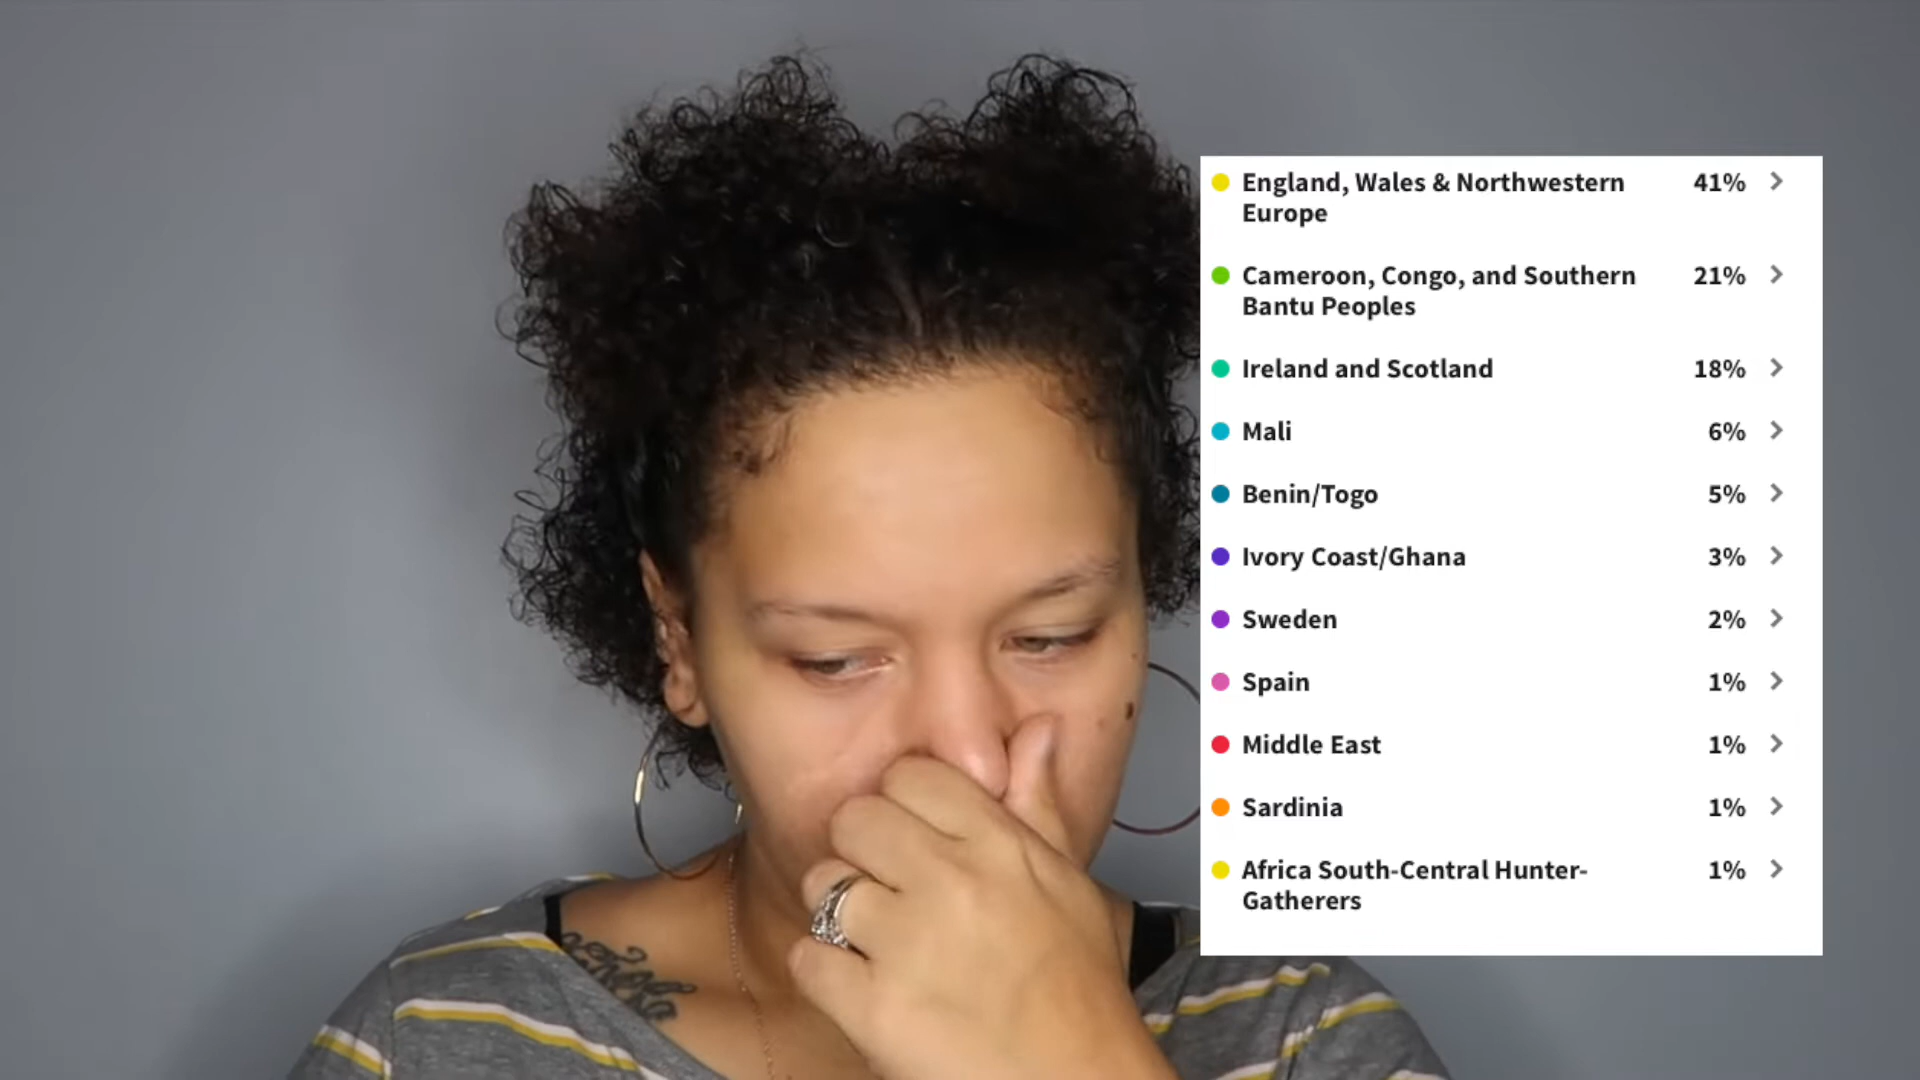 England, Wales & Northwestern 41%
Europe
Cameroon, Congo, and Southern 21%
Bantu Peoples
Ireland and Scotland 18%
Mali 6%
Benin/Togo 5%
Ivory Coast/Ghana 3%
Sweden 2%
Spain 1%
Middle East 1%
Sardinia 1%
Africa South-Central Hunter- 1%
Gatherers